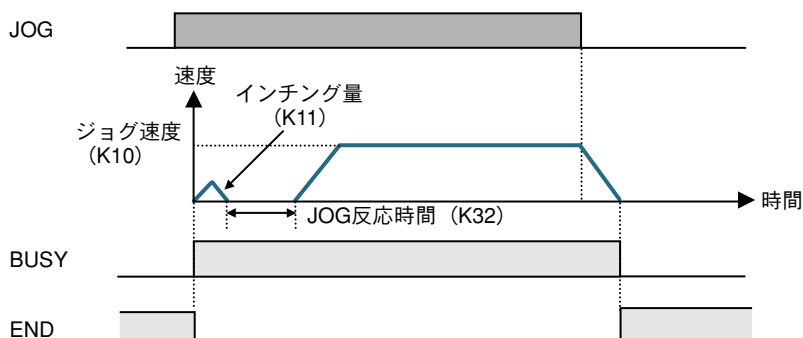 JOG
速度
インチング量
（K11）
ジョグ速度
（K10）
時間
JOG反応時間（K32）
BUSY
END